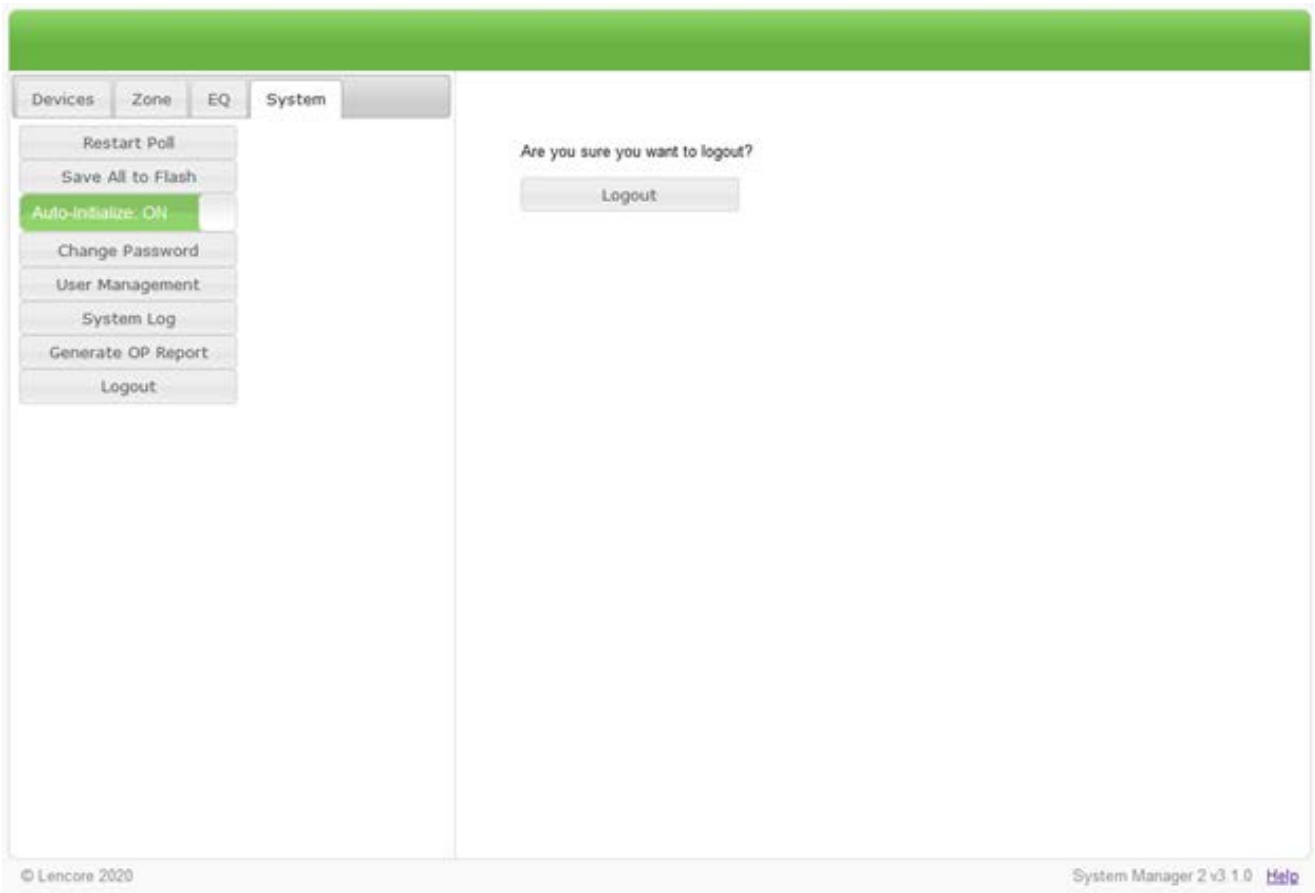 Devices Zone EQ System
Restart Poll
Save All to Flash
Auto-Initialize: ON
Change Password
User Management
System Log
Generate OP Report
Logout
Are you sure you want to logout?
Logout
© Lencore 2020
System Manager 2 v3.1.0 Help